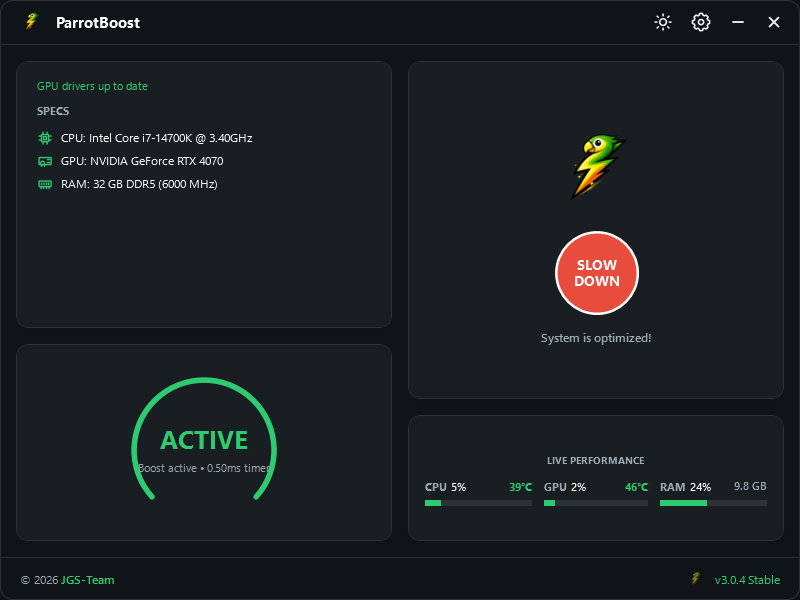 ParrotBoost
GPU drivers up to date
SPECS
CPU: Intel Core i7-14700K @ 3.40GHz
GPU: NVIDIA GeForce RTX 4070
RAM: 32 GB DDR5 (6000 MHz)
SLOW
DOWN
System is optimized!
ACTIVE
Boost active • 0.50ms timer
LIVE PERFORMANCE
CPU 5% 39°C GPU 2% 46°C RAM 24% 9.8 GB
© 2026 JGS-Team
v3.0.4 Stable